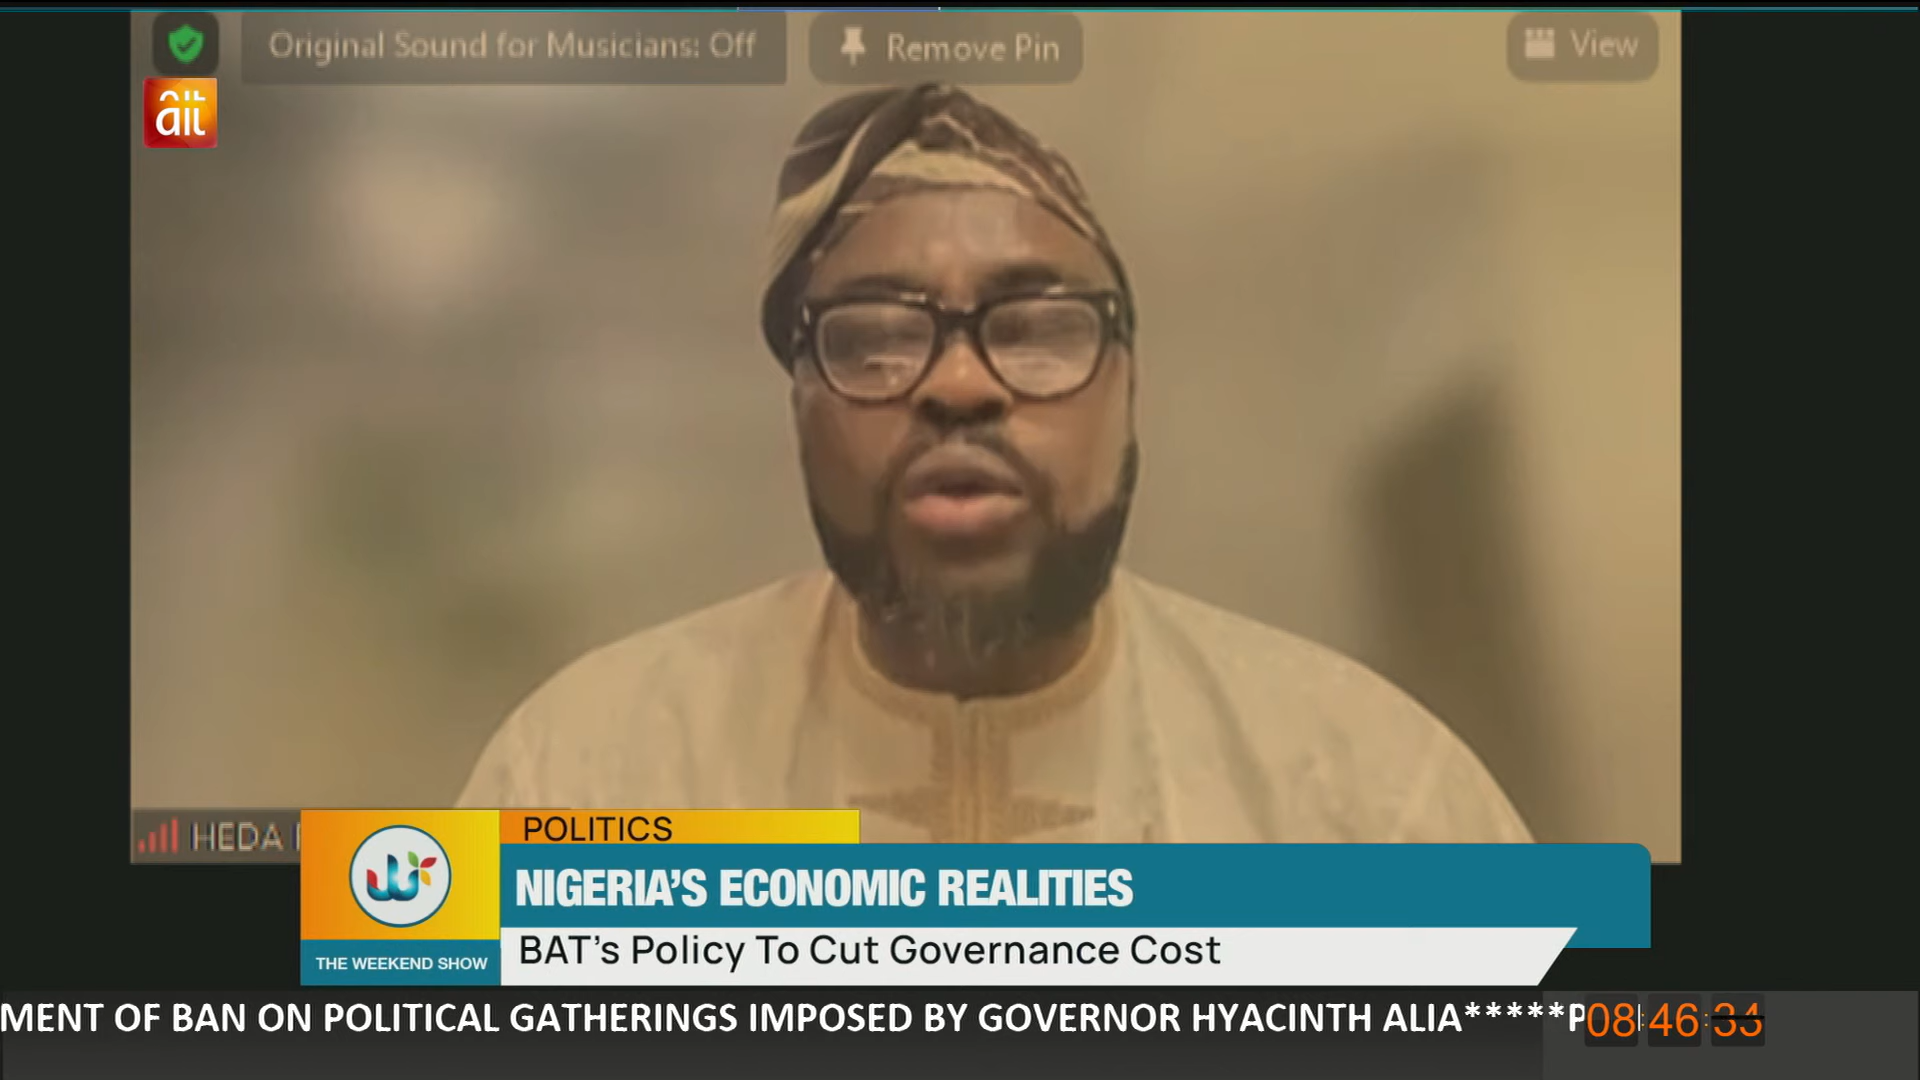 Original Sound for Musicians: Off
Remove Pin
View
âit
HEDA
POLITICS
NIGERIA'S ECONOMIC REALITIES
BAT's Policy To Cut Governance Cost
THE WEEKEND SHOW
MENT OF BAN ON POLITICAL GATHERINGS IMPOSED BY GOVERNOR HYACINTH ALIA*****P
08:46: